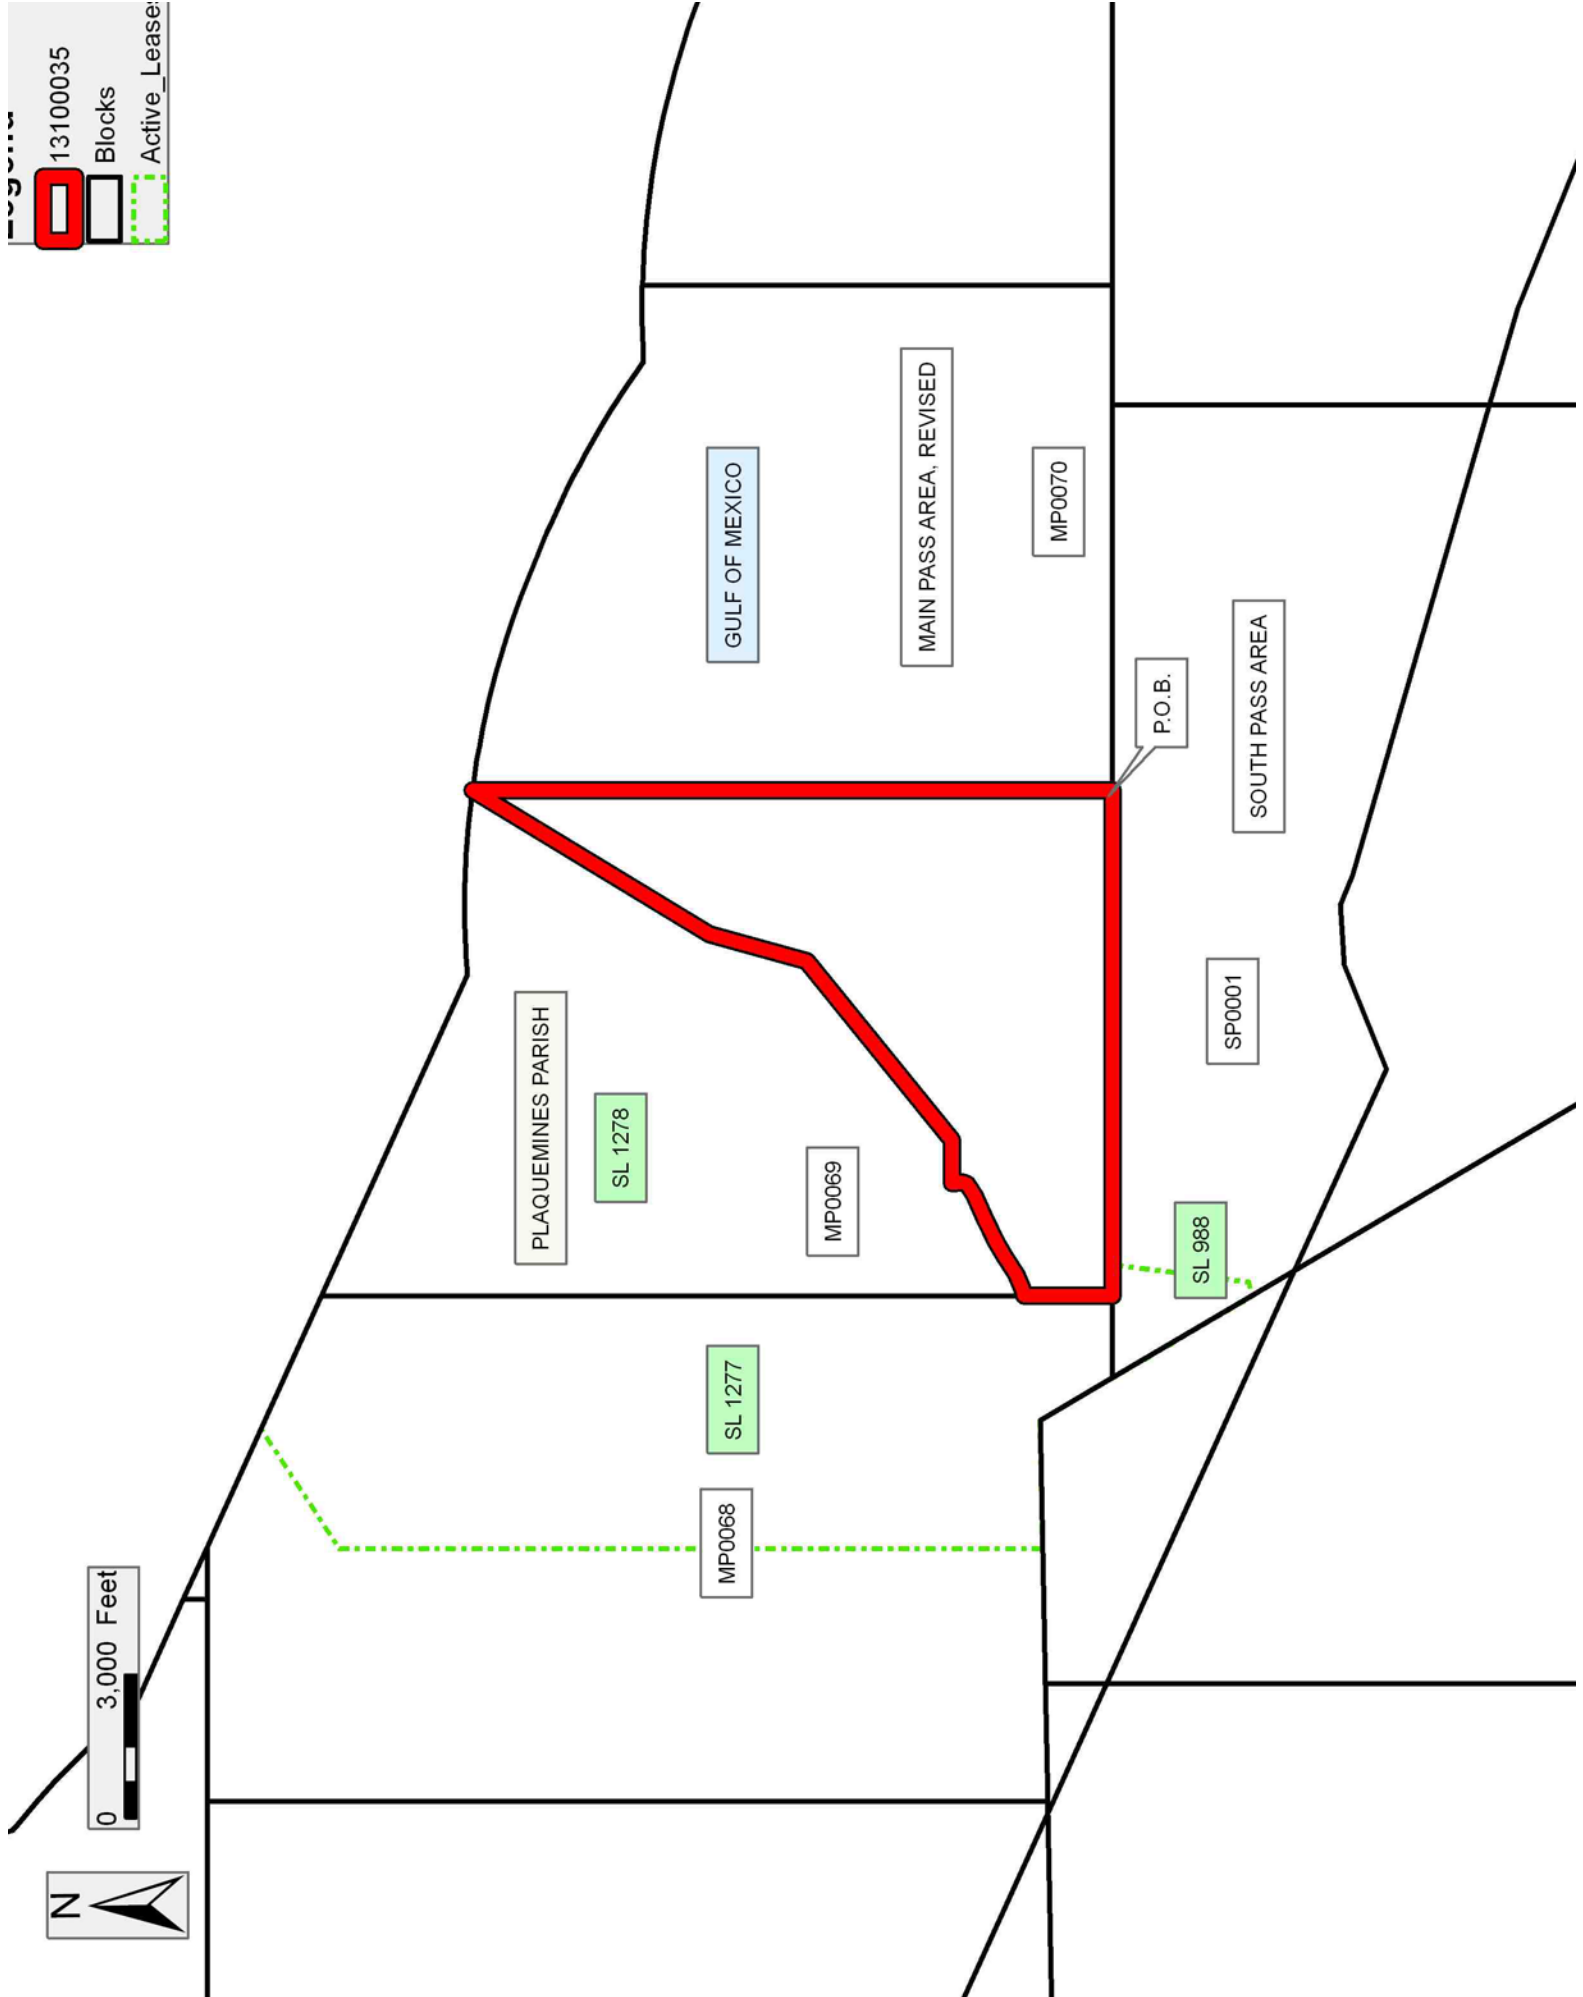 N
0 3,000 Feet
13100035
Blocks
PLAQUEMINES PARISH
SL 1278
GULF OF MEXICO
SL 1277
MP0068
MP0069
MAIN PASS AREA, REVISED
MP0070
P.O.B.
SL 988
SP0001
SOUTH PASS AREA